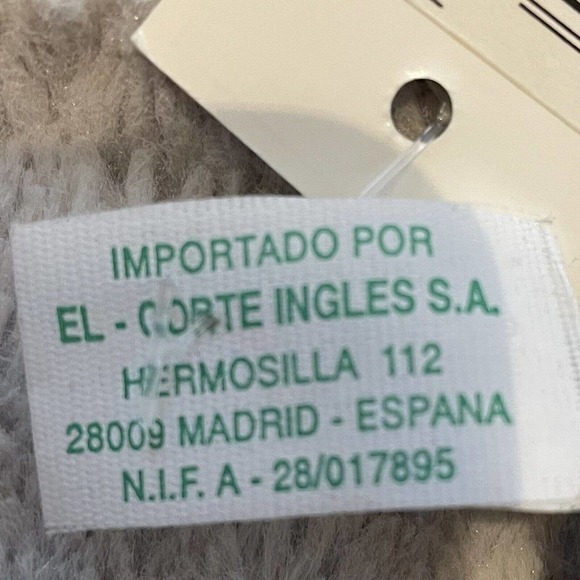 IMPORTADO POR
EL - CORTE INGLES S.A.
HERMOSILLA 112
28009 MADRID - ESPANA
N.I.F. A - 28/017895